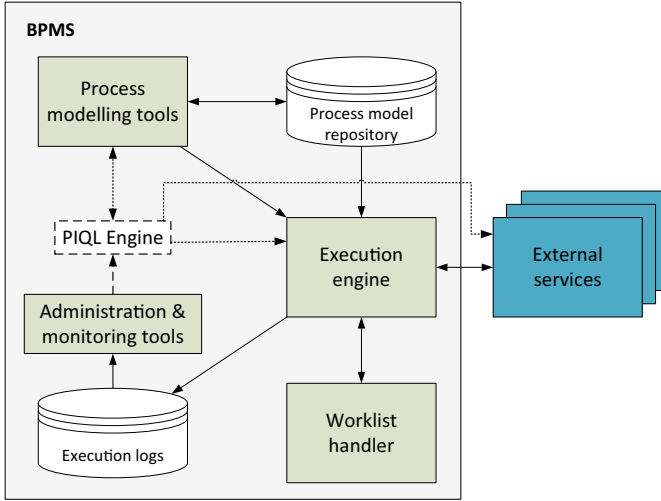 BPMS
Process
modelling tools
Process model
repository
PIQL Engine
Execution
engine
External
services
Administration &
monitoring tools
Worklist
handler
Execution logs